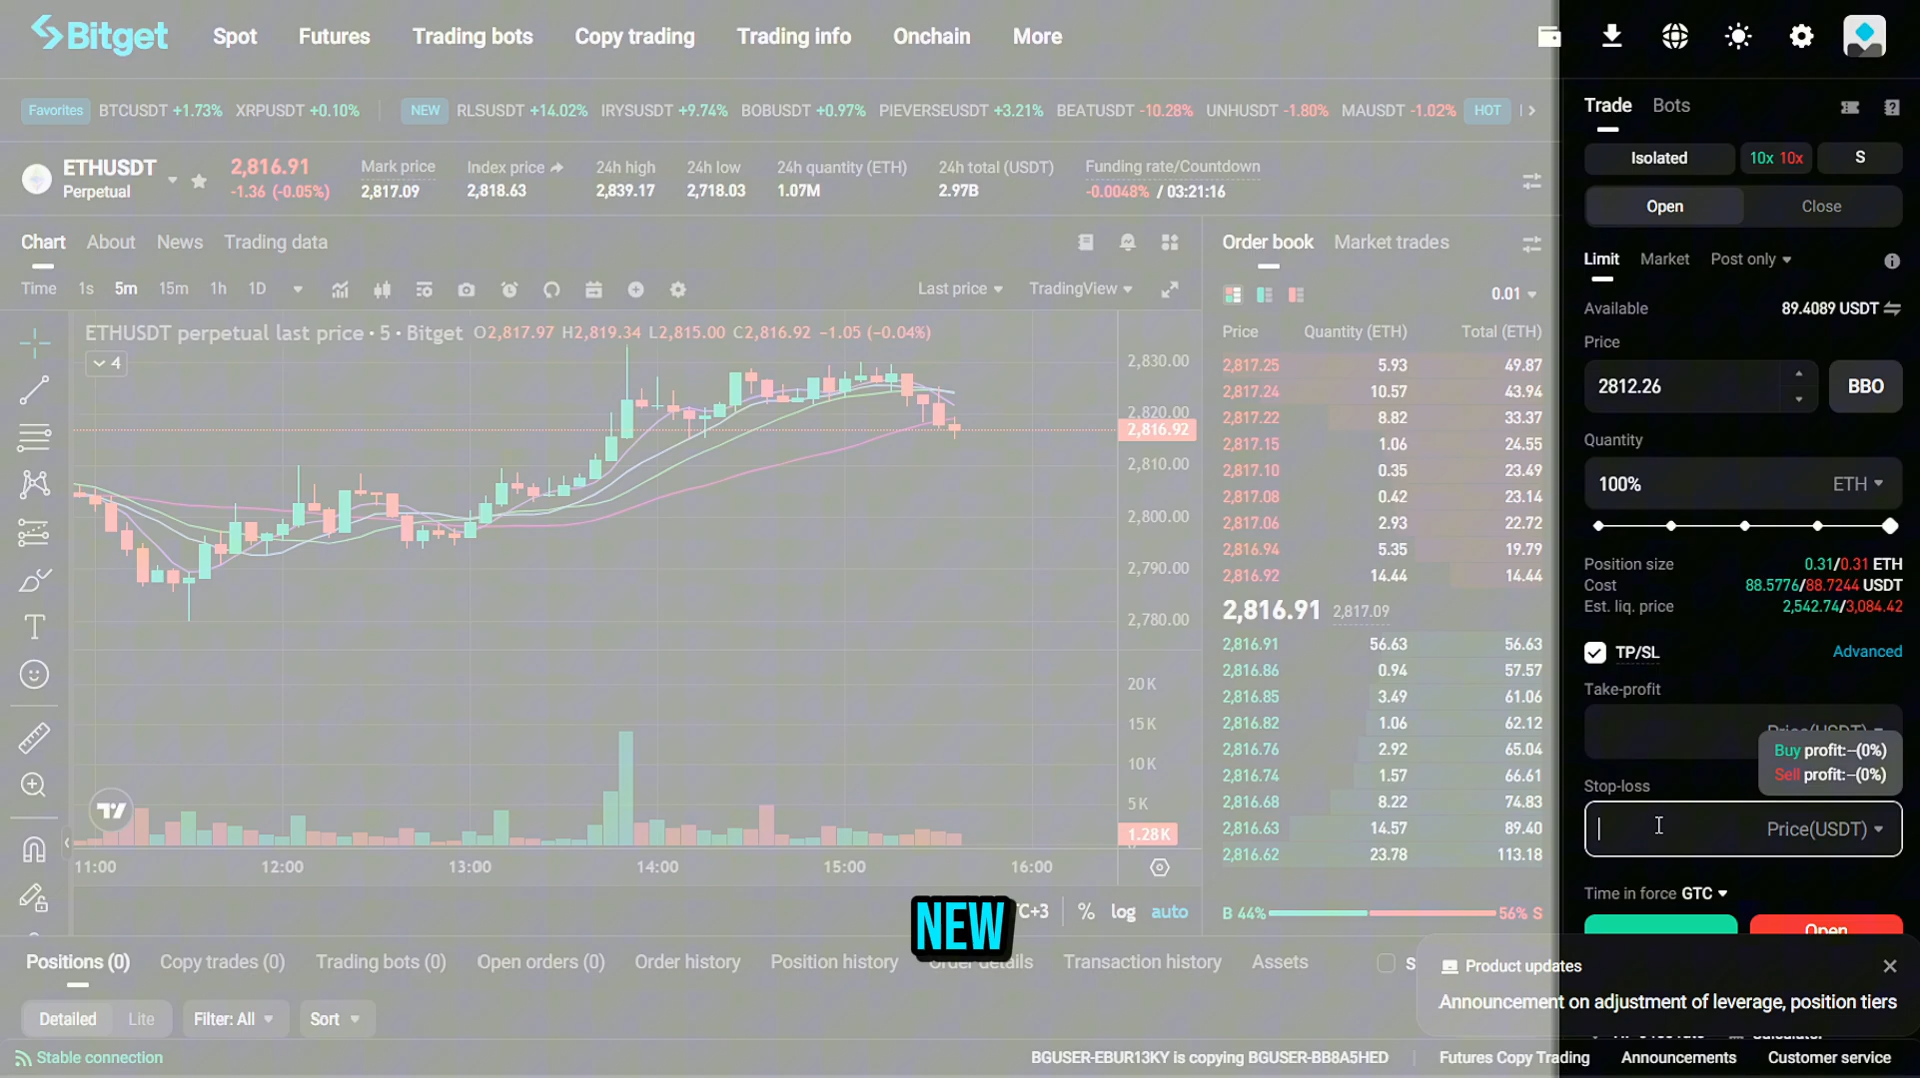 Bitget Spot Futures Trading bots Copy trading Trading info Onchain More
Favorites BTCUSDT +1.73% XRPUSDT +0.10% NEW RLSUSDT +14.02% IRYSUSDT +9.74% BOBUSDT +0.97% PIEVERSEUSDT +3.21% BEATUSDT -10.28% UNHUSDT -1.80% MAUSDT -1.02% HOT
ETHUSDT 2,816.91 Mark price Index price 24h high 24h low 24h quantity (ETH) 24h total (USDT) Funding rate/Countdown
Perpetual -1.36 (-0.05%) 2,817.09 2,818.63 2,839.17 2,718.03 1.07M 2.97B -0.0048% / 03:21:16
Chart About News Trading data
Time 1s 5m 15m 1h 1D Last price TradingView
ETHUSDT perpetual last price • 5 • Bitget O2,817.97 H2,819.34 L2,815.00 C2,816.92 -1.05 (-0.04%)
4
2,830.00
2,820.00
2,816.92
2,810.00
2,800.00
2,790.00
2,780.00
20K
15K
10K
5K
1.28K
11:00 12:00 13:00 14:00 15:00 16:00
C+3 % log auto
NEW
Order book Market trades
0.01
Price Quantity (ETH) Total (ETH)
2,817.25 5.93 49.87
2,817.24 10.57 43.94
2,817.22 8.82 33.37
2,817.15 1.06 24.55
2,817.10 0.35 23.49
2,817.08 0.42 23.14
2,817.06 2.93 22.72
2,816.94 5.35 19.79
2,816.92 14.44 14.44
2,816.91 2,817.09
2,816.91 56.63 56.63
2,816.86 0.94 57.57
2,816.85 3.49 61.06
2,816.82 1.06 62.12
2,816.76 2.92 65.04
2,816.74 1.57 66.61
2,816.68 8.22 74.83
2,816.63 14.57 89.40
2,816.62 23.78 113.18
B 44% 56% S
Trade Bots
Isolated 10x 10x S
Open Close
Limit Market Post only
Available 89.4089 USDT
Price
2812.26 BBO
Quantity
100% ETH
Position size 0.31/0.31 ETH
Cost 88.5776/88.7244 USDT
Est. liq. price 2,542.74/3,084.42
TP/SL Advanced
Take-profit
Price(USDT)
Buy profit:--(0%)
Sell profit:--(0%)
Stop-loss
Price(USDT)
Time in force GTC
Open
Positions (0) Copy trades (0) Trading bots (0) Open orders (0) Order history Position history Order details Transaction history Assets S
Detailed Lite Filter: All Sort
Product updates
Announcement on adjustment of leverage, position tiers
Stable connection BGUSER-EBUR13KY is copying BGUSER-BB8A5HED Futures Copy Trading Announcements Customer service